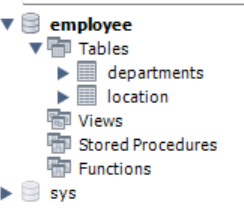 employee
Tables
departments
location
Views
Stored Procedures
Functions
sys